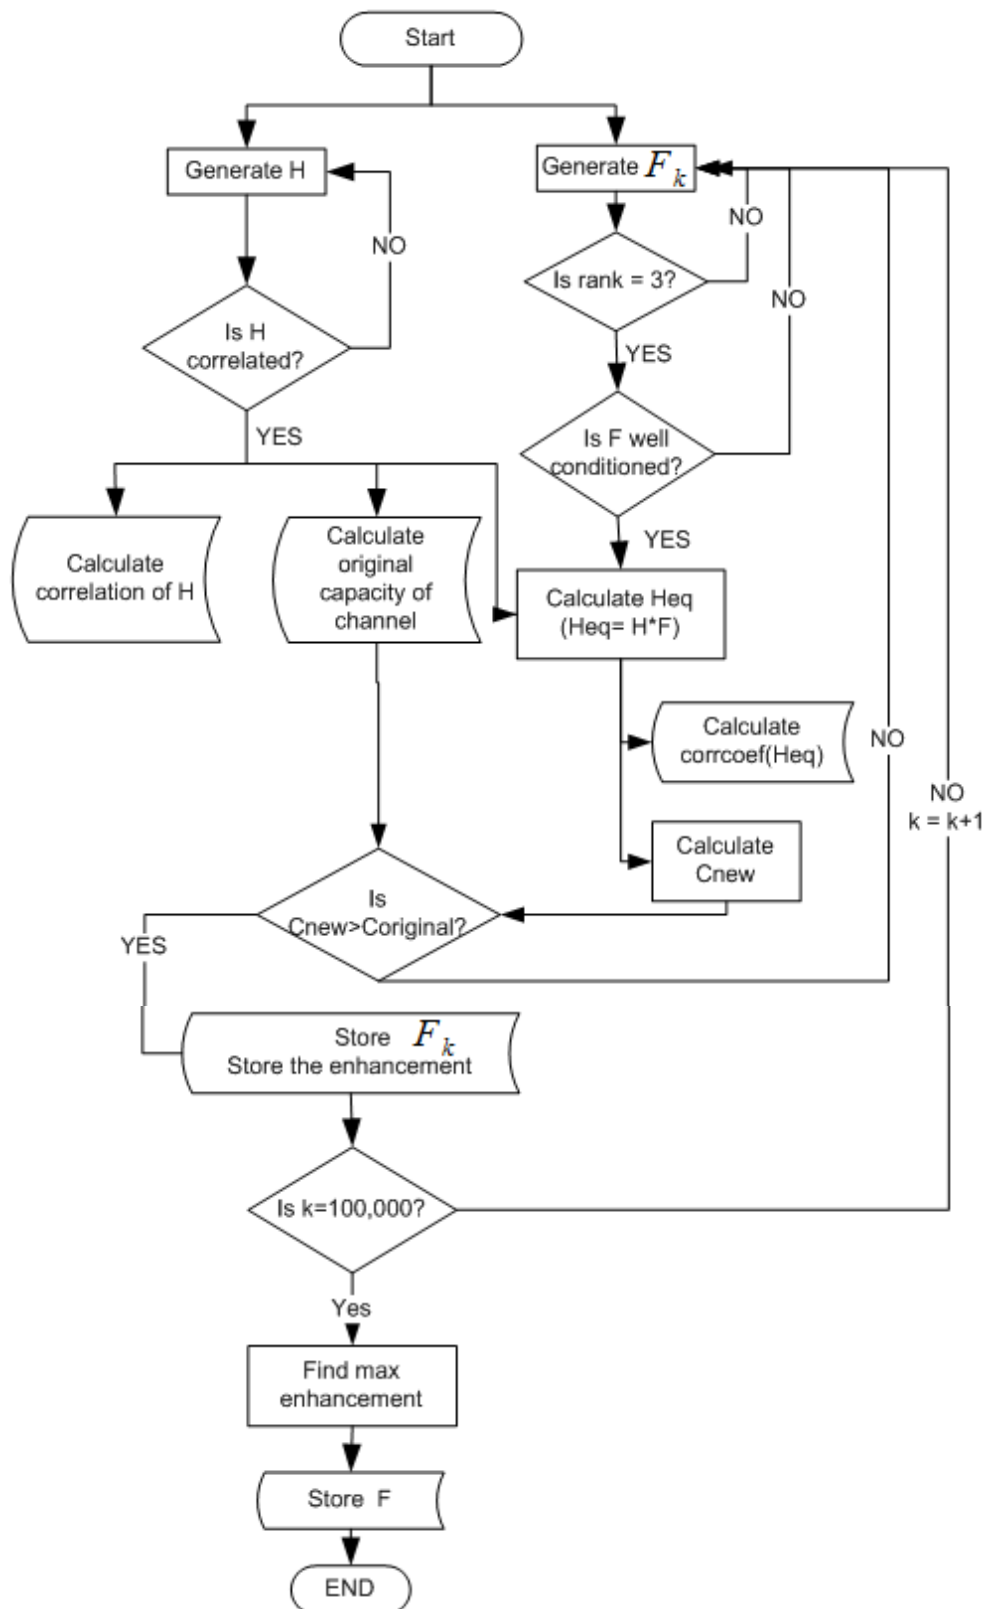 Start
Generate H
Generate F k
NO
NO
Is rank = 3?
NO
Is H
correlated?
YES
YES
Is F well
conditioned?
YES
Calculate
correlation of H
Calculate
original
capacity of
channel
Calculate Heq
(Heq= H*F)
Calculate
corrcoef(Heq)
NO
NO
k = k+1
Calculate
Cnew
Is
Cnew>Coriginal?
YES
Store F k
Store the enhancement
Is k=100,000?
Yes
Find max
enhancement
Store F
END